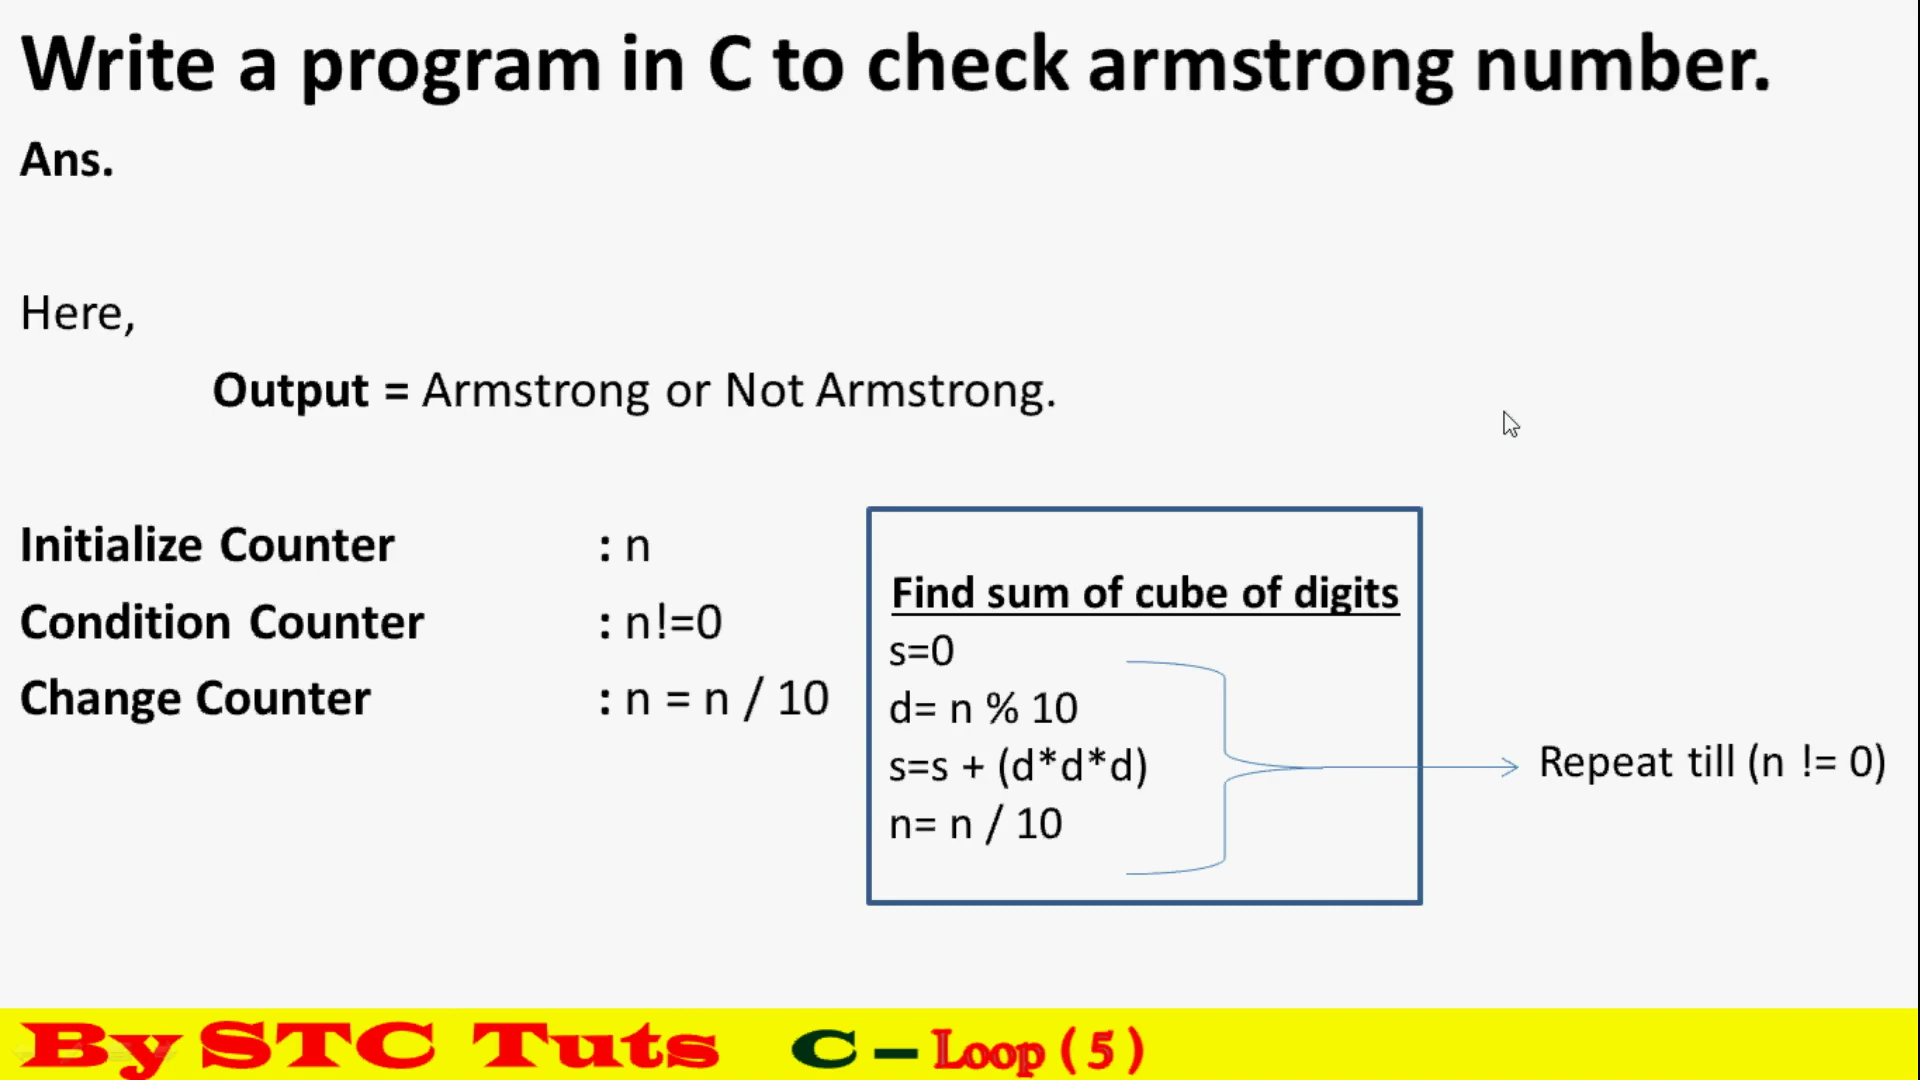 Write a program in C to check armstrong number.
Ans.
Here,
Output = Armstrong or Not Armstrong.
Initialize Counter : n
Condition Counter : n!=0
Change Counter : n = n / 10
Find sum of cube of digits
s=0
d= n % 10
s=s + (d*d*d)
n= n / 10
Repeat till (n != 0)
By STC Tuts C – Loop ( 5 )